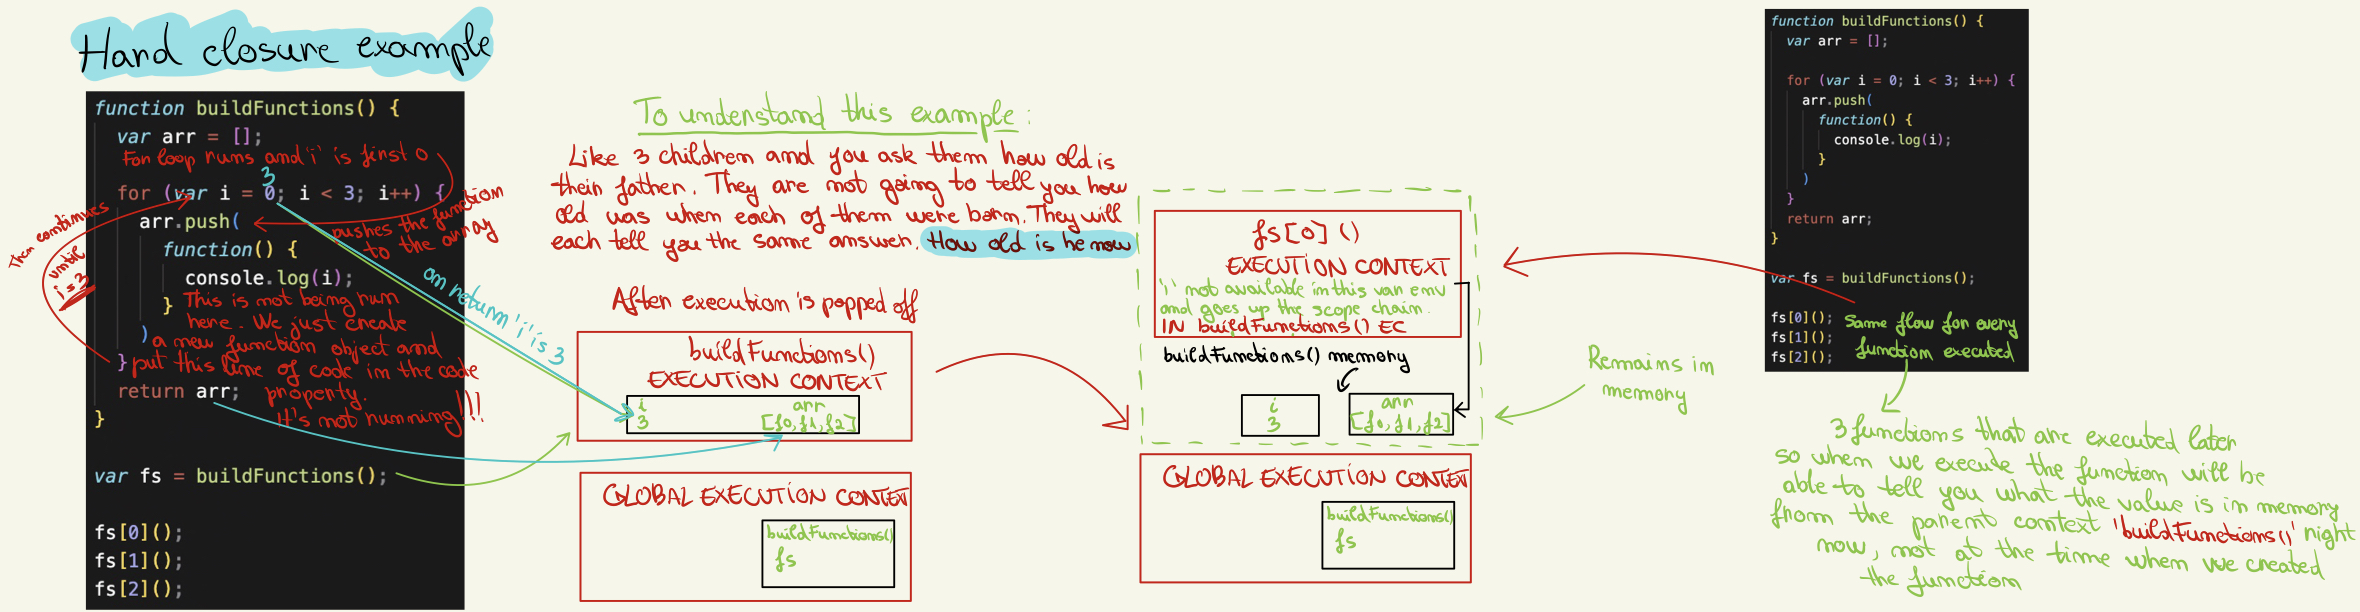 Hard closure example
function buildFunctions() {
var arr = [];
For loop runs and 'i' is first 0
3
for (var i = 0; i < 3; i++) {
arr.push(
pushes the function
to the array
function() {
console.log(i);
}
This is not being run
here. We just create
)
a new function object and
}
put this line of code in the code
return arr;
property.
It's not running!!!
}
Then continues
until
i is 3
var fs = buildFunctions();
fs[0]();
fs[1]();
fs[2]();
on return 'i' is 3
To understand this example:
Like 3 children and you ask them how old is
their father. They are not going to tell you how
old was when each of them were born. They will
each tell you the same answer. How old is he now
After execution is popped off
buildFunctions()
EXECUTION CONTEXT
i
3
arr
[f0,f1,f2]
GLOBAL EXECUTION CONTEXT
buildFunctions()
fs
fs[0]()
EXECUTION CONTEXT
'i' not available in this var env
and goes up the scope chain.
IN buildFunctions() EC
buildFunctions() memory
i
3
arr
[f0,f1,f2]
GLOBAL EXECUTION CONTEXT
buildFunctions()
fs
Remains in
memory
function buildFunctions() {
var arr = [];
for (var i = 0; i < 3; i++) {
arr.push(
function() {
console.log(i);
}
)
}
return arr;
}
var fs = buildFunctions();
fs[0]();
fs[1]();
fs[2]();
Same flow for every
function executed
3 functions that are executed later
so when we execute the function will be
able to tell you what the value is in memory
from the parent context 'buildFunctions()' right
now, not at the time when we created
the function